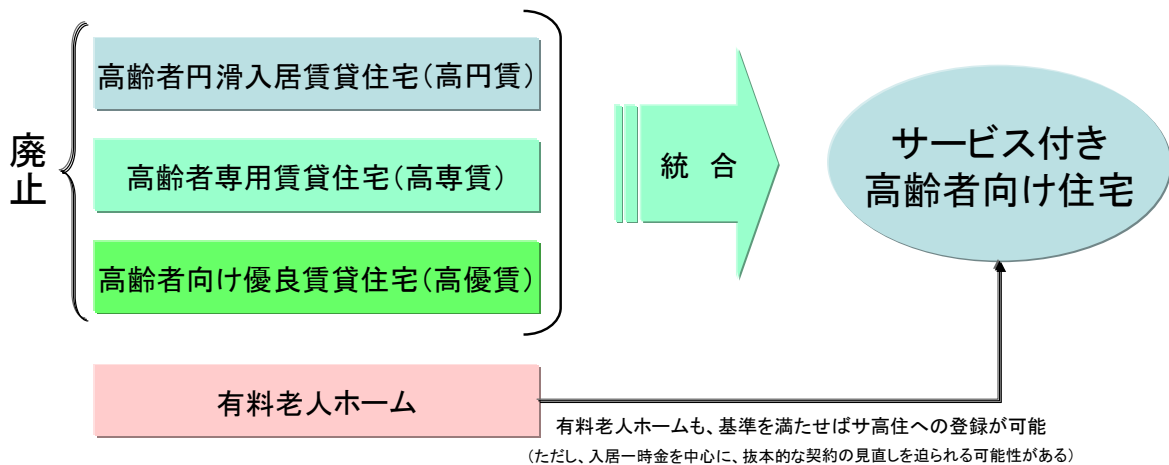 廃止
高齢者円滑入居賃貸住宅(高円賃)
高齢者専用賃貸住宅(高専賃)
高齢者向け優良賃貸住宅(高優賃)
統 合
サービス付き
高齢者向け住宅
有料老人ホーム
有料老人ホームも、基準を満たせばサ高住への登録が可能
(ただし、入居一時金を中心に、抜本的な契約の見直しを迫られる可能性がある)